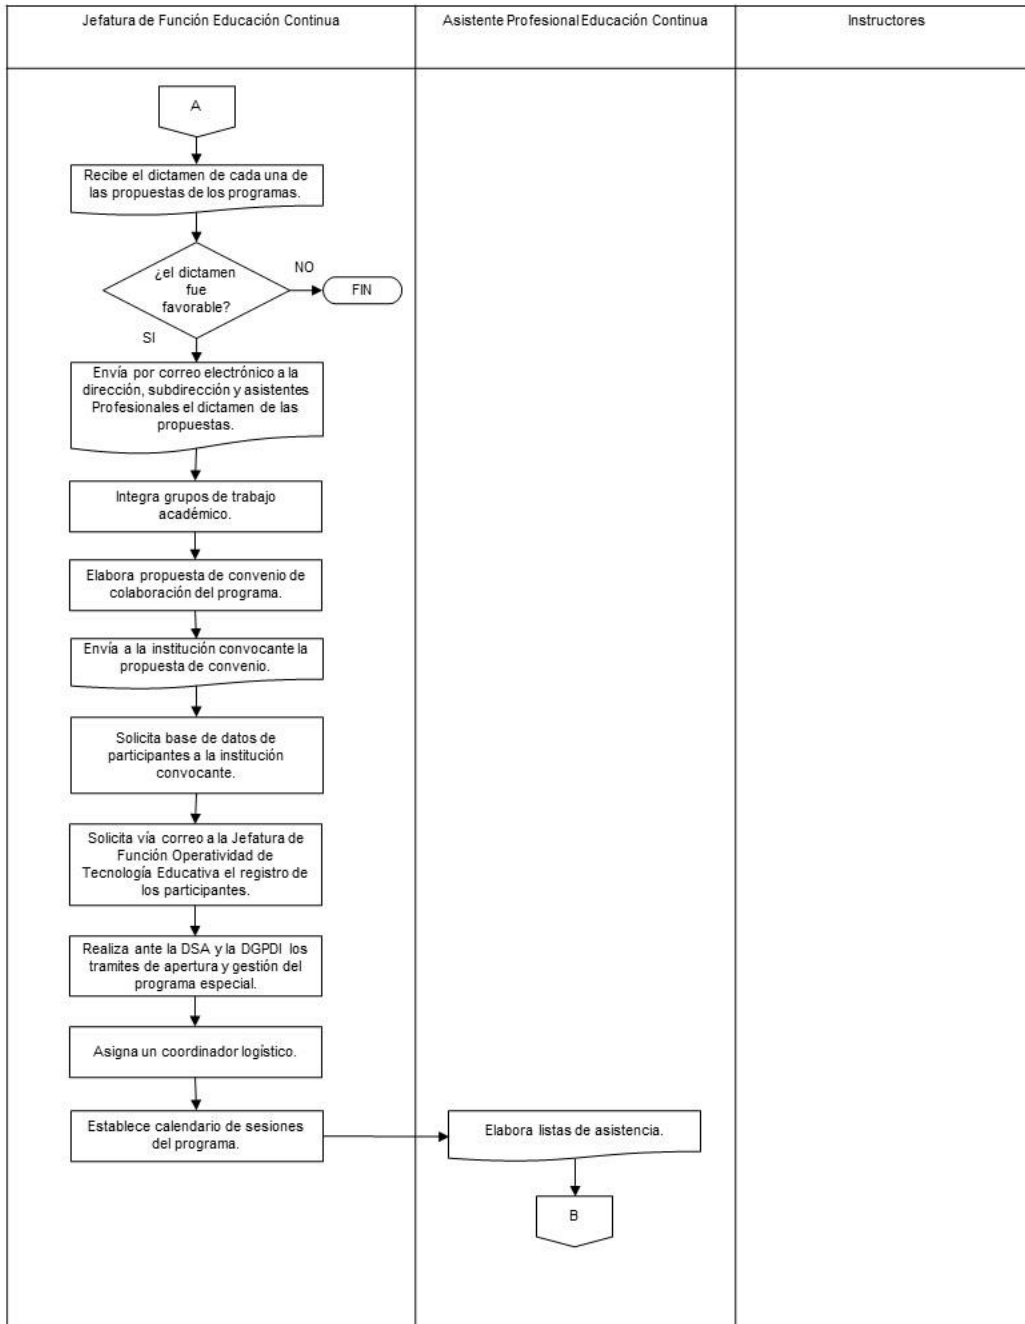 Jefatura de Función Educación Continua
Asistente Profesional Educación Continua
Instructores
A
Recibe el dictamen de cada una de
las propuestas de los programas.
¿el dictamen
fue
favorable?
NO
FIN
SI
Envía por correo electrónico a la
dirección, subdirección y asistentes
Profesionales el dictamen de las
propuestas.
Integra grupos de trabajo
académico.
Elabora propuesta de convenio de
colaboración del programa.
Envía a la institución convocante la
propuesta de convenio.
Solicita base de datos de
participantes a la institución
convocante.
Solicita vía correo a la Jefatura de
Función Operatividad de
Tecnología Educativa el registro de
los participantes.
Realiza ante la DSA y la DGPDI los
tramites de apertura y gestión del
programa especial.
Asigna un coordinador logístico.
Establece calendario de sesiones
del programa.
Elabora listas de asistencia.
B